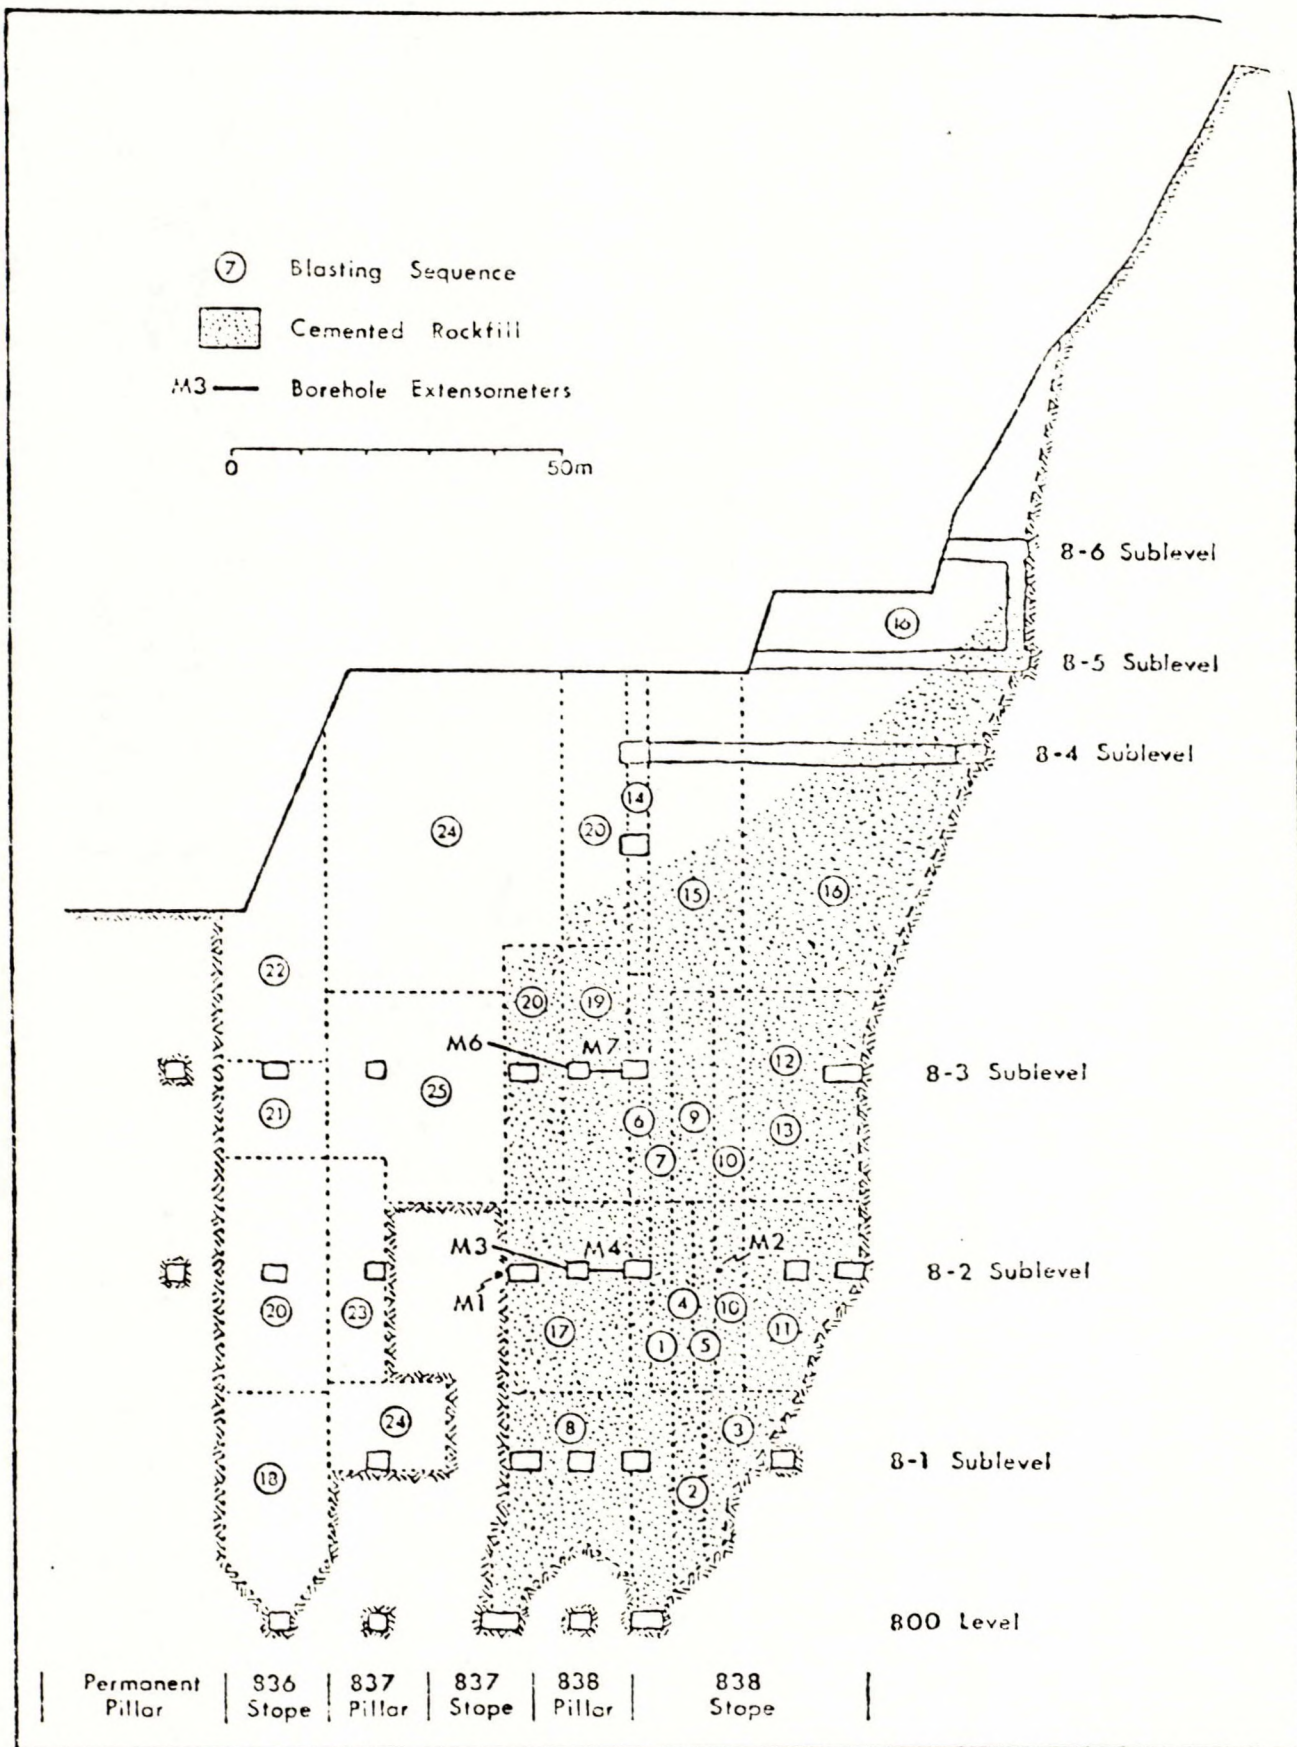 7 Blasting Sequence
Cemented Rockfill
M3 Borehole Extensometers
0 50m
8-6 Sublevel
16
8-5 Sublevel
8-4 Sublevel
14
24 20
15 16
22
20 19
M6 M7 12
8-3 Sublevel
25
21 6 9 13
7 10
M3 M4 M2
8-2 Sublevel
M1
20 23 17 4 10 11
1 5
24 8 3
8-1 Sublevel
18 2
800 Level
Permanent Pillar
836 Stope
837 Pillar
837 Stope
838 Pillar
838 Stope